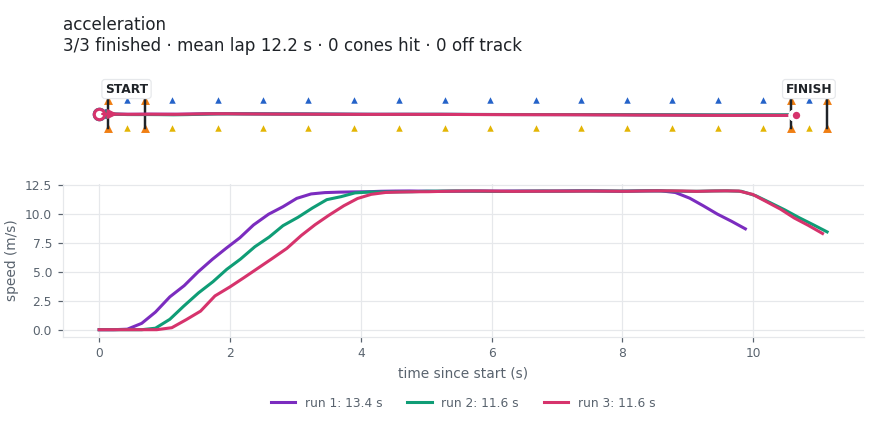 acceleration
3/3 finished · mean lap 12.2 s · 0 cones hit · 0 off track
START
FINISH
12.5
10.0
7.5
5.0
2.5
0.0
speed (m/s)
0 2 4 6 8 10
time since start (s)
run 1: 13.4 s run 2: 11.6 s run 3: 11.6 s